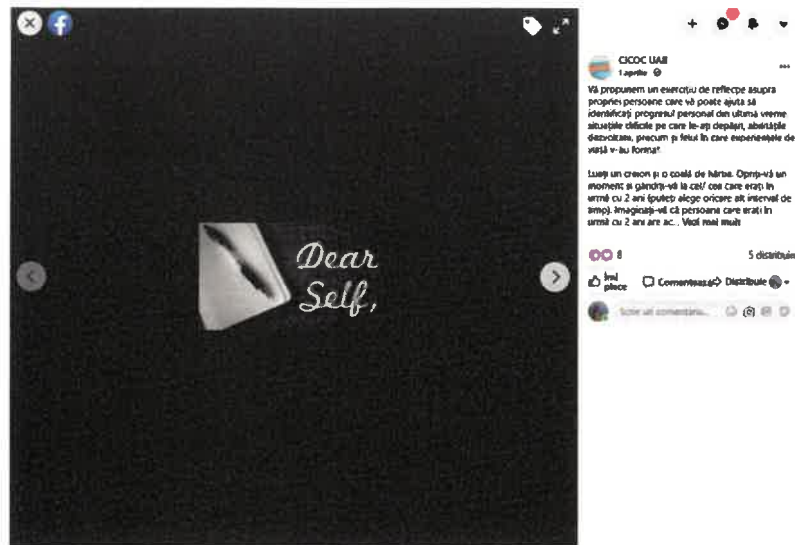 Dear
Self,
CICOC UAB
1 aprilie
Vă propunem un exercițiu de reflecție asupra
propriei persoane care vă poate ajuta să
identificați progresul personal din ultima vreme
situațiile dificile pe care le-ați depășit, abilitățile
dezvoltate, precum și felul în care experiențele de
viață v-au format.
Luați un creion și o coală de hârtie. Opriți-vă un
moment și gândiți-vă la cel/ cea care erați în
urmă cu 2 ani (puteți alege oricare alt interval de
timp). Imaginați-vă că persoana care erați în
urmă cu 2 ani are ac... Vezi mai mult
8
5 distribuiri
Îmi
place
Comentează
Distribuie
Scrie un comentariu...